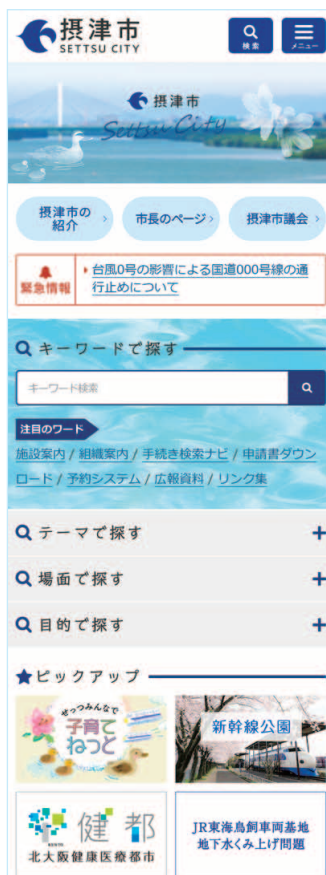 摂津市
SETTSU CITY
検索
メニュー
摂津市
Settsu City
摂津市の
紹介
市長のページ
摂津市議会
緊急情報
台風0号の影響による国道000号線の通
行止めについて
キーワードで探す
キーワード検索
注目のワード
施設案内 / 組織案内 / 手続き検索ナビ / 申請書ダウン
ロード / 予約システム / 広報資料 / リンク集
テーマで探す
場面で探す
目的で探す
ピックアップ
せっつみんなで
子育て
ねっと
新幹線公園
健都
北大阪健康医療都市
JR東海鳥飼車両基地
地下水くみ上げ問題